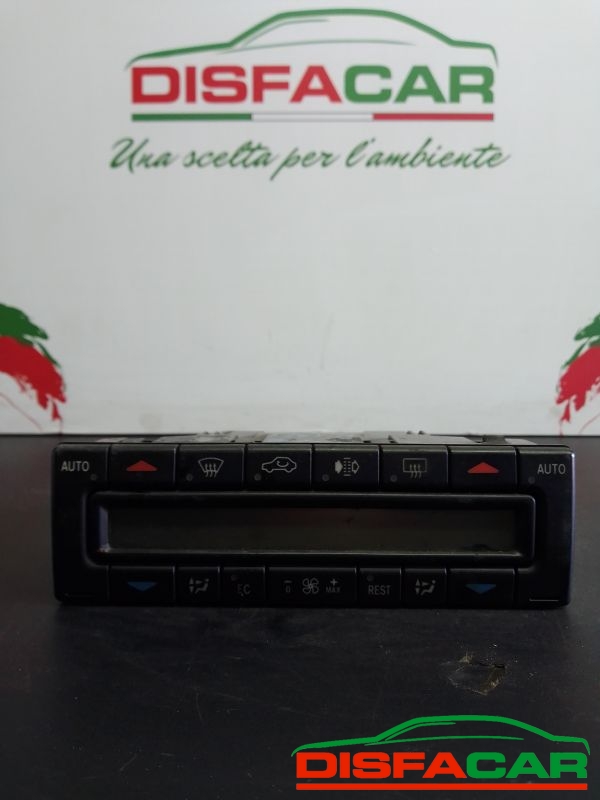 DISFACAR
Una scelta per l'ambiente
AUTO AUTO
EC 0 MAX REST
DISFACAR